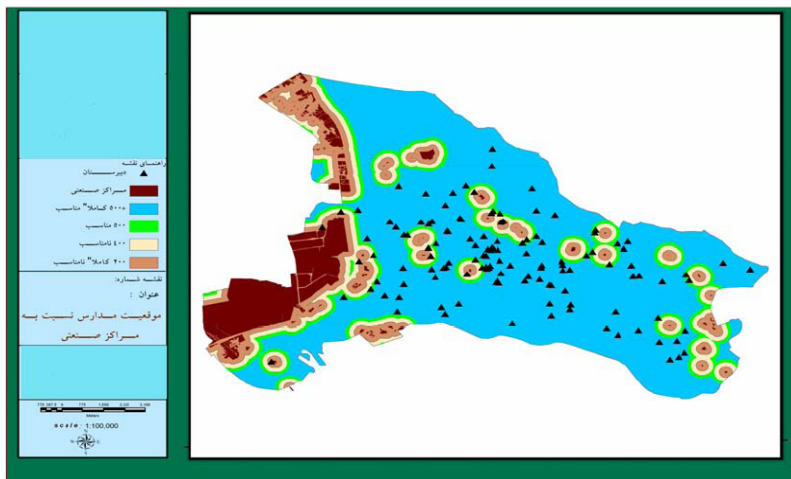 راهنمای نقشه
دبیرستان
مراکز صنعتی
+۵۰۰ کاملا" مناسب
۵۰۰ مناسب
۴۰۰ نامناسب
۲۰۰ کاملا" نامناسب
نقشه شماره:
عنوان :
موقعیت مدارس نسبت به
مراکز صنعتی
Meters
scale: 1:100,000